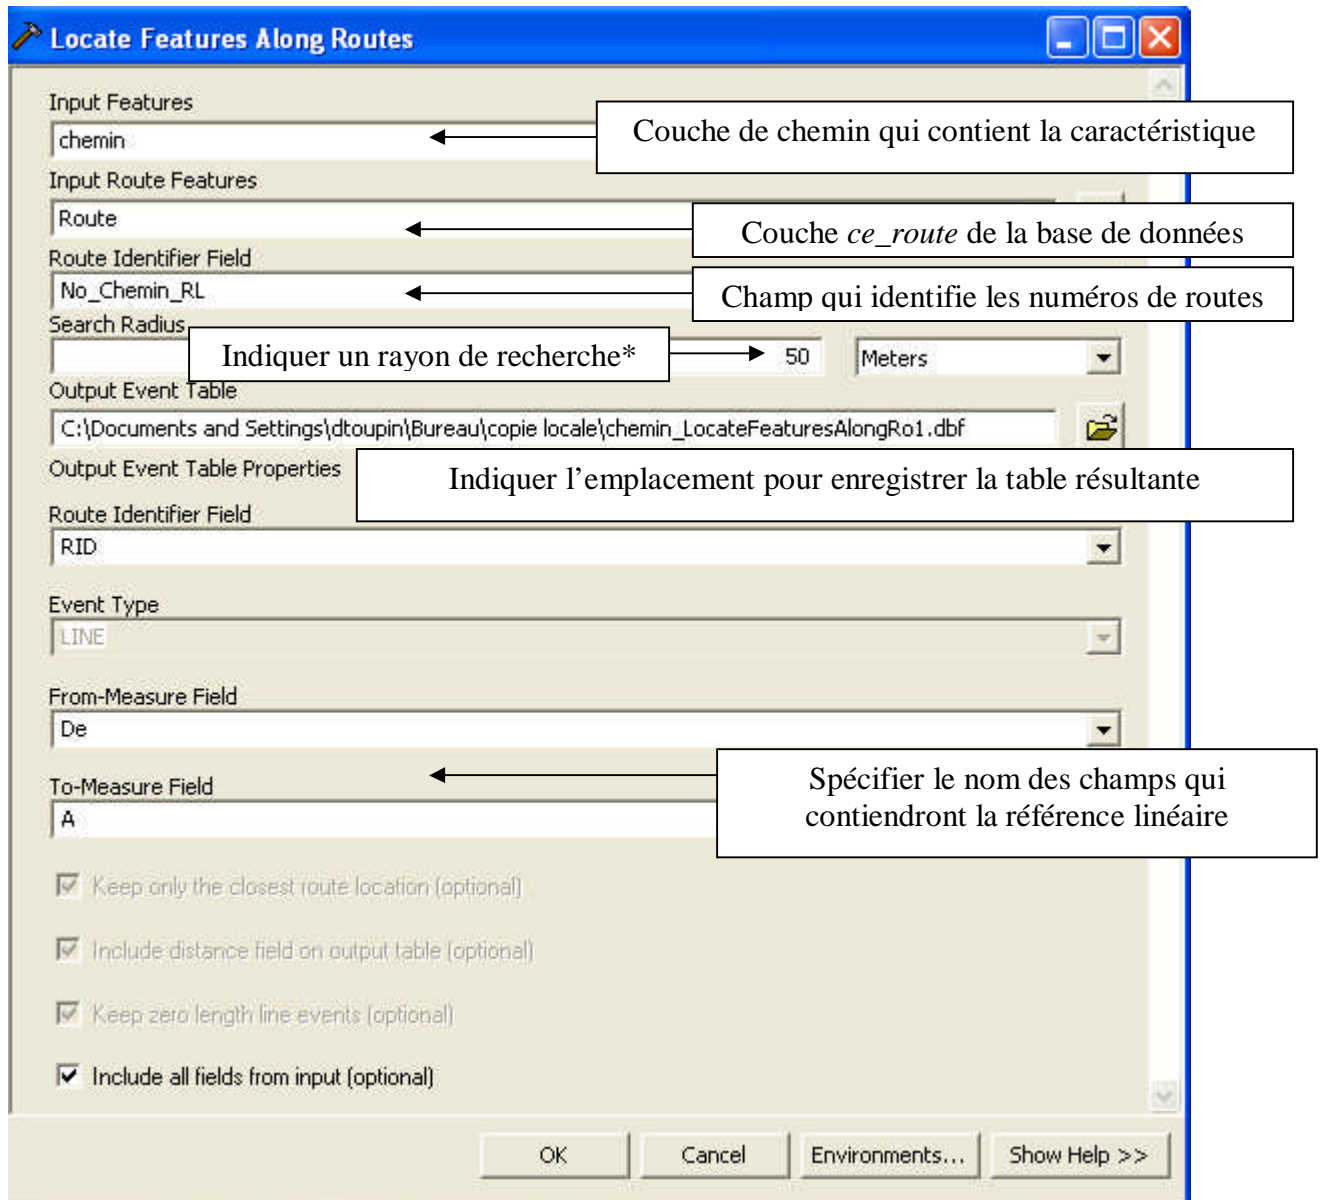 Locate Features Along Routes
Input Features
chemin
Couche de chemin qui contient la caractéristique
Input Route Features
Route
Couche ce_route de la base de données
Route Identifier Field
No_Chemin_RL
Champ qui identifie les numéros de routes
Search Radius
Indiquer un rayon de recherche*
50
Meters
Output Event Table
C:\Documents and Settings\dtoupin\Bureau\copie locale\chemin_LocateFeaturesAlongRo1.dbf
Output Event Table Properties
Indiquer l’emplacement pour enregistrer la table résultante
Route Identifier Field
RID
Event Type
LINE
From-Measure Field
De
To-Measure Field
A
Spécifier le nom des champs qui
contiendront la référence linéaire
Keep only the closest route location (optional)
Include distance field on output table (optional)
Keep zero length line events (optional)
Include all fields from input (optional)
OK
Cancel
Environments...
Show Help >>